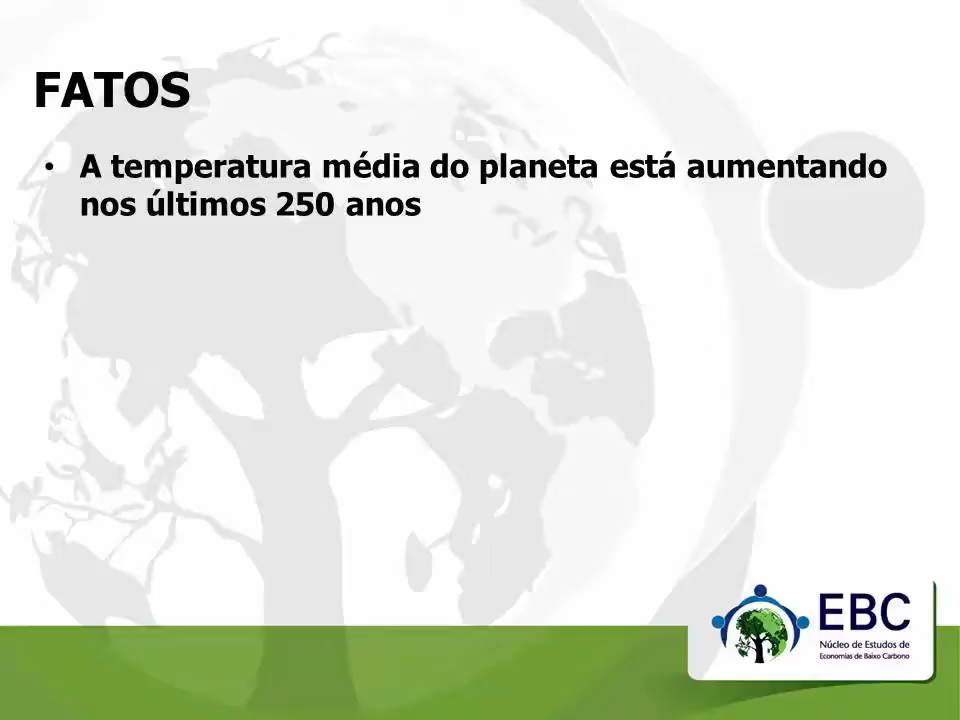 FATOS
• A temperatura média do planeta está aumentando
nos últimos 250 anos
EBC
Núcleo de Estudos de
Economias de Baixo Carbono